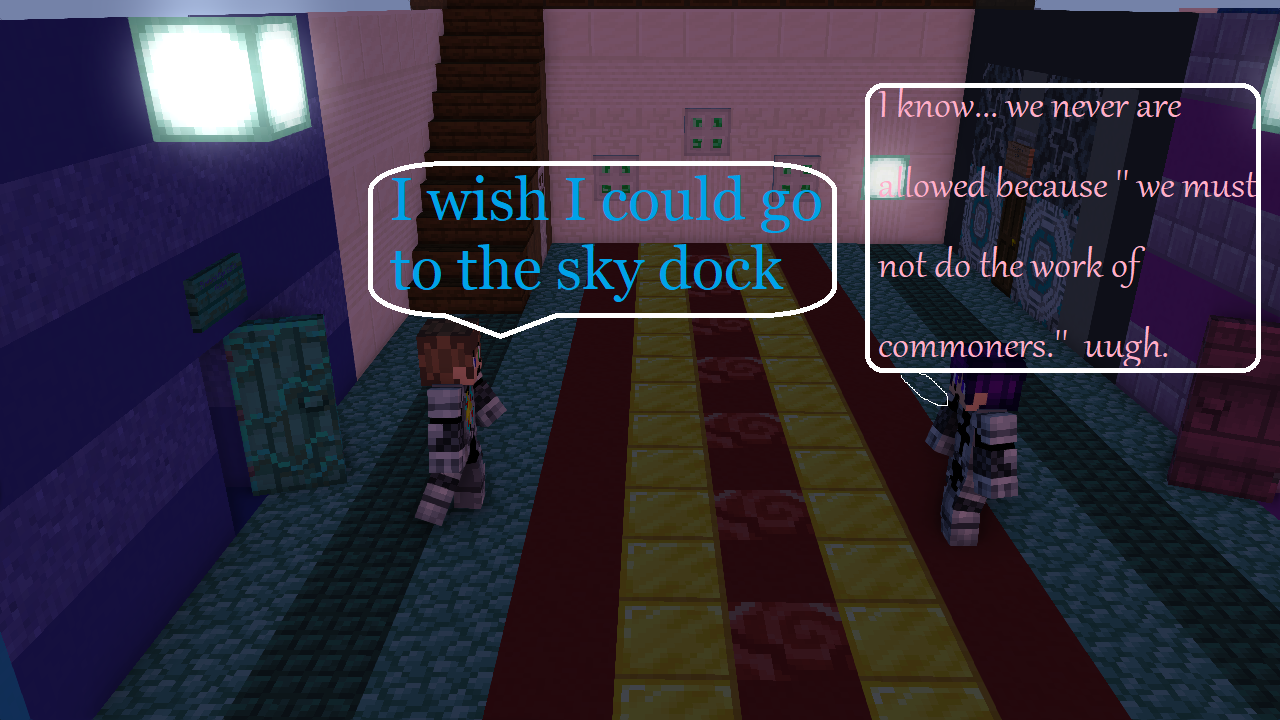 I wish I could go
to the sky dock
I know... we never are
allowed because " we must
not do the work of
commoners." uugh.